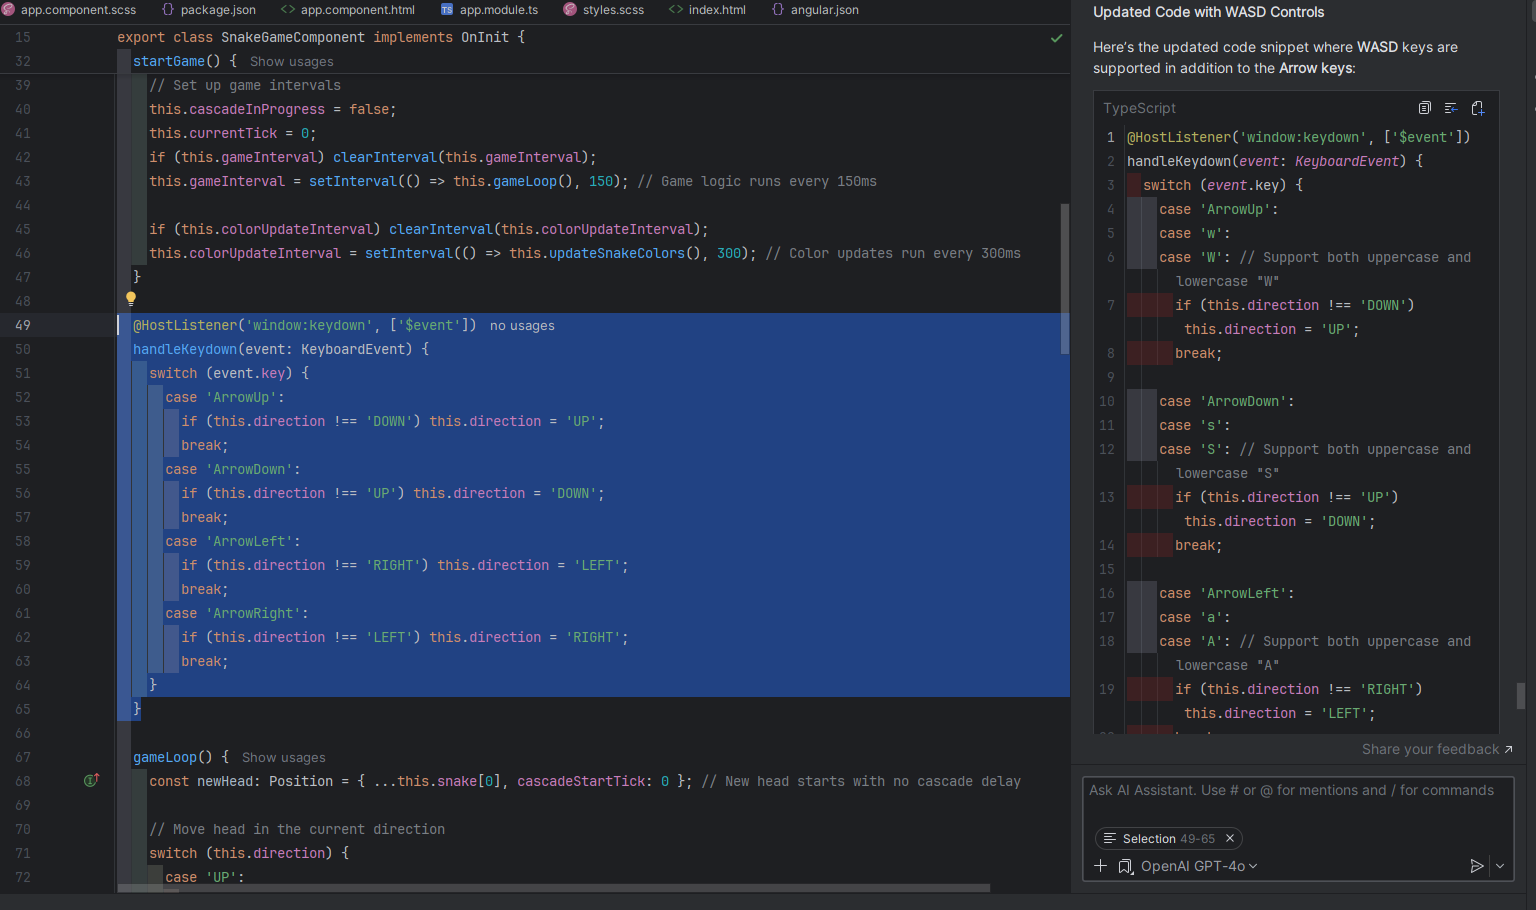 app.component.scss
{} package.json
<> app.component.html
TS app.module.ts
styles.scss
<> index.html
{} angular.json
15 export class SnakeGameComponent implements OnInit {
32 startGame() { Show usages
39 // Set up game intervals
40 this.cascadeInProgress = false;
41 this.currentTick = 0;
42 if (this.gameInterval) clearInterval(this.gameInterval);
43 this.gameInterval = setInterval(() => this.gameLoop(), 150); // Game logic runs every 150ms
44
45 if (this.colorUpdateInterval) clearInterval(this.colorUpdateInterval);
46 this.colorUpdateInterval = setInterval(() => this.updateSnakeColors(), 300); // Color updates run every 300ms
47 }
48
49 @HostListener('window:keydown', ['$event']) no usages
50 handleKeydown(event: KeyboardEvent) {
51 switch (event.key) {
52 case 'ArrowUp':
53 if (this.direction !== 'DOWN') this.direction = 'UP';
54 break;
55 case 'ArrowDown':
56 if (this.direction !== 'UP') this.direction = 'DOWN';
57 break;
58 case 'ArrowLeft':
59 if (this.direction !== 'RIGHT') this.direction = 'LEFT';
60 break;
61 case 'ArrowRight':
62 if (this.direction !== 'LEFT') this.direction = 'RIGHT';
63 break;
64 }
65 }
66
67 gameLoop() { Show usages
68 const newHead: Position = { ...this.snake[0], cascadeStartTick: 0 }; // New head starts with no cascade delay
69
70 // Move head in the current direction
71 switch (this.direction) {
72 case 'UP':
Updated Code with WASD Controls
Here's the updated code snippet where WASD keys are
supported in addition to the Arrow keys:
TypeScript
1 @HostListener('window:keydown', ['$event'])
2 handleKeydown(event: KeyboardEvent) {
3 switch (event.key) {
4 case 'ArrowUp':
5 case 'w':
6 case 'W': // Support both uppercase and
lowercase "W"
7 if (this.direction !== 'DOWN')
this.direction = 'UP';
8 break;
9
10 case 'ArrowDown':
11 case 's':
12 case 'S': // Support both uppercase and
lowercase "S"
13 if (this.direction !== 'UP')
this.direction = 'DOWN';
14 break;
15
16 case 'ArrowLeft':
17 case 'a':
18 case 'A': // Support both uppercase and
lowercase "A"
19 if (this.direction !== 'RIGHT')
this.direction = 'LEFT';
Share your feedback ↗
Ask AI Assistant. Use # or @ for mentions and / for commands
Selection 49-65 ×
OpenAI GPT-4o